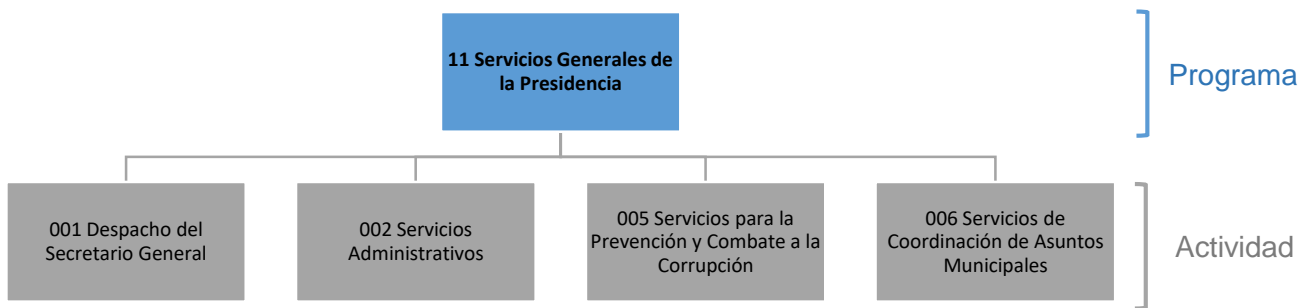 11 Servicios Generales de
la Presidencia
Programa
001 Despacho del
Secretario General
002 Servicios
Administrativos
005 Servicios para la
Prevención y Combate a la
Corrupción
006 Servicios de
Coordinación de Asuntos
Municipales
Actividad